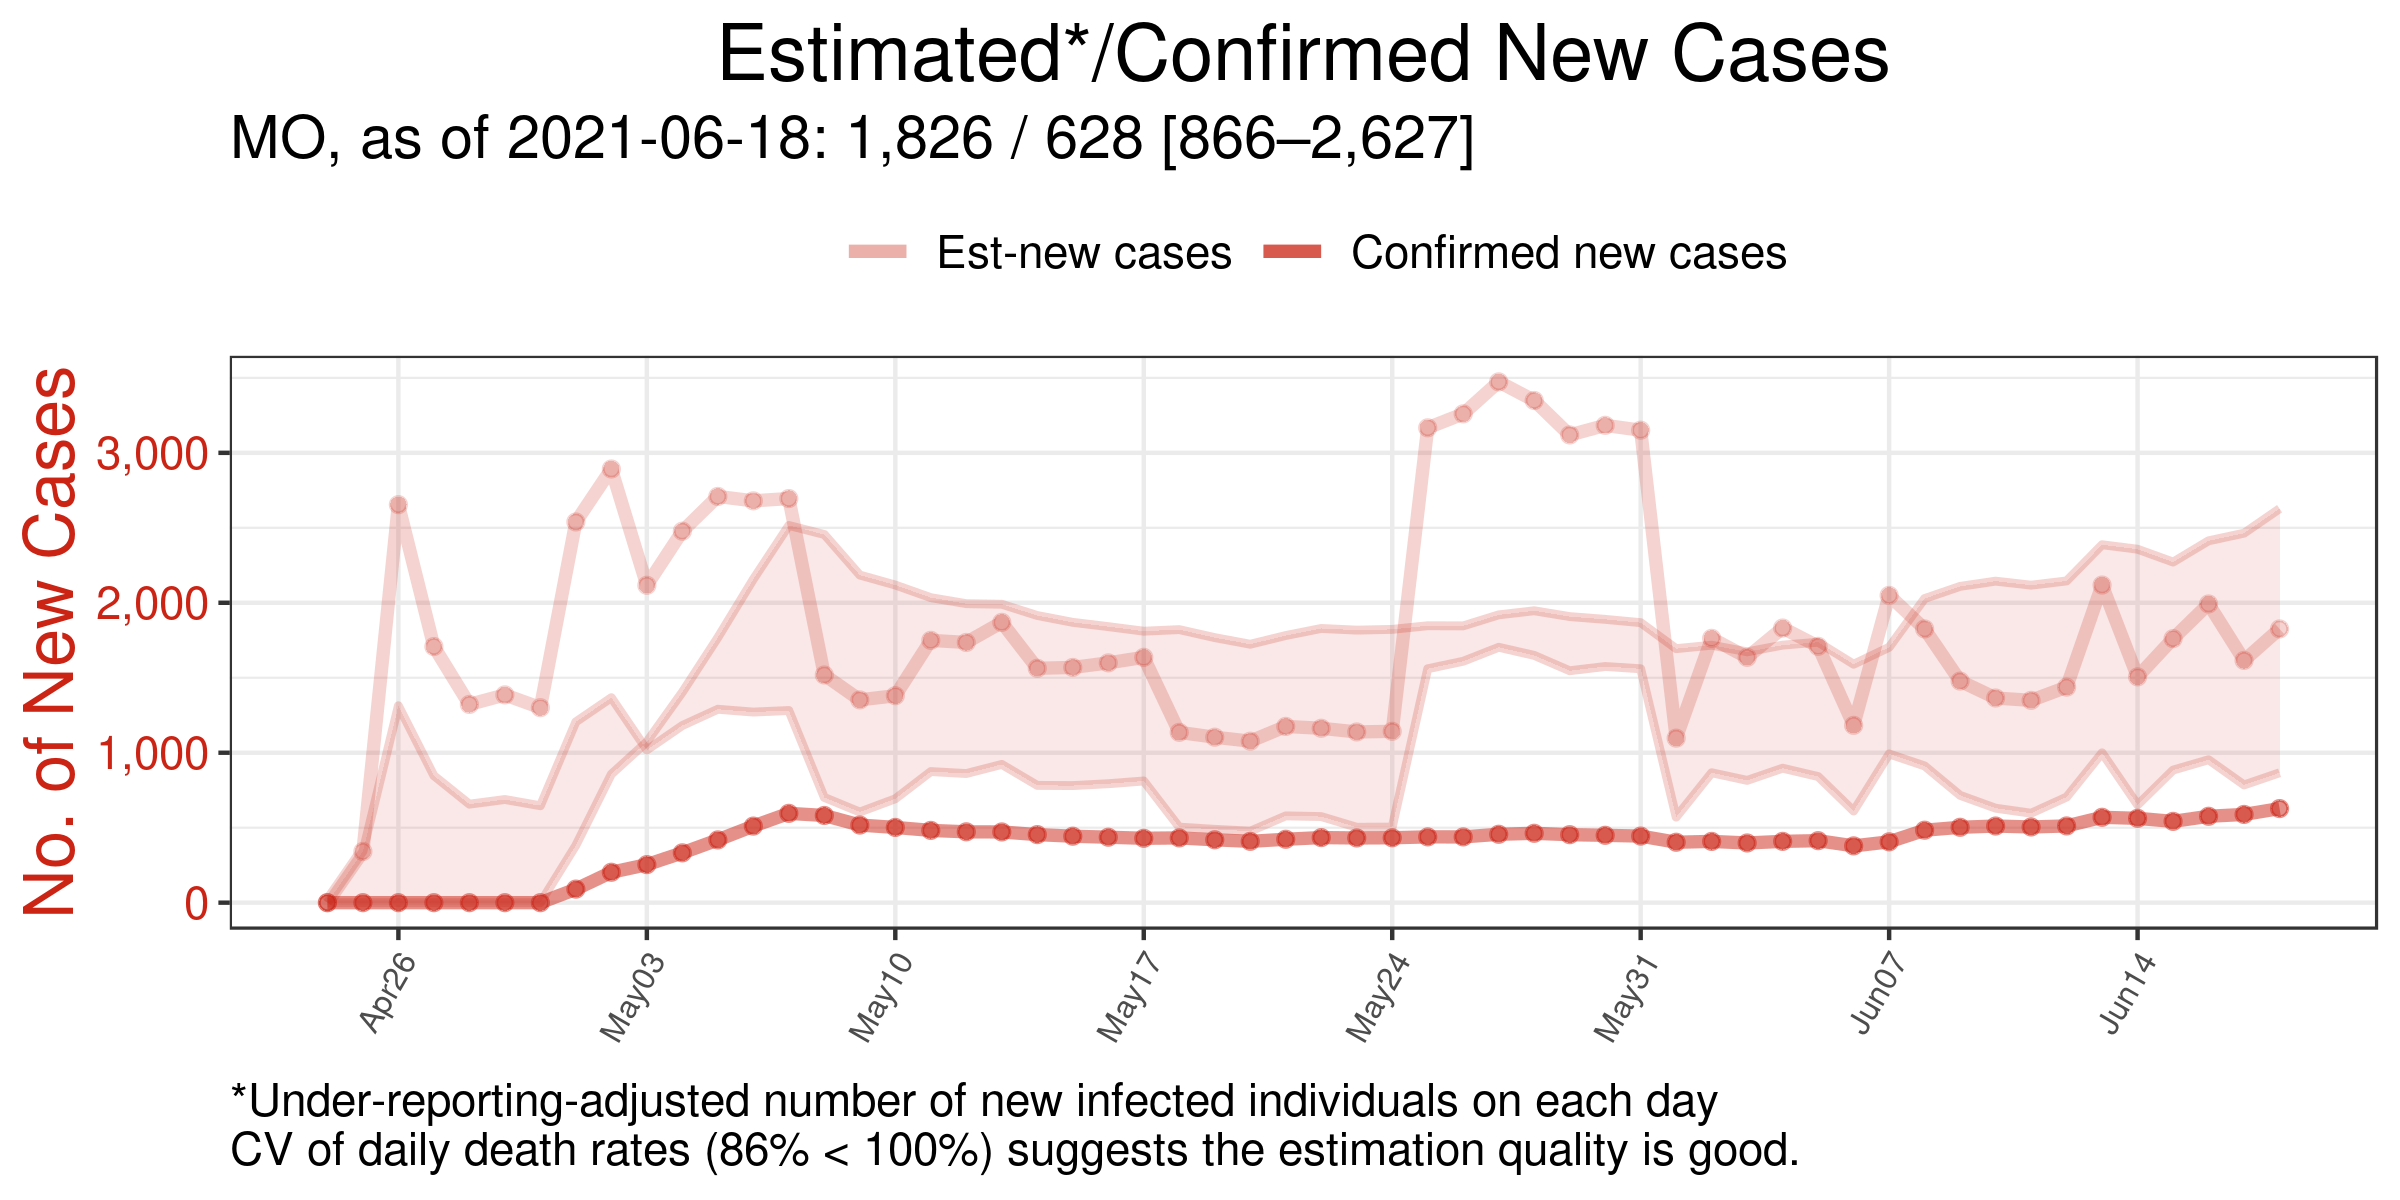 Estimated*/Confirmed New Cases
MO, as of 2021-06-18: 1,826 / 628 [866–2,627]
Est-new cases
Confirmed new cases
No. of New Cases
3,000
2,000
1,000
0
Apr26
May03
May10
May17
May24
May31
Jun07
Jun14
*Under-reporting-adjusted number of new infected individuals on each day
CV of daily death rates (86% < 100%) suggests the estimation quality is good.